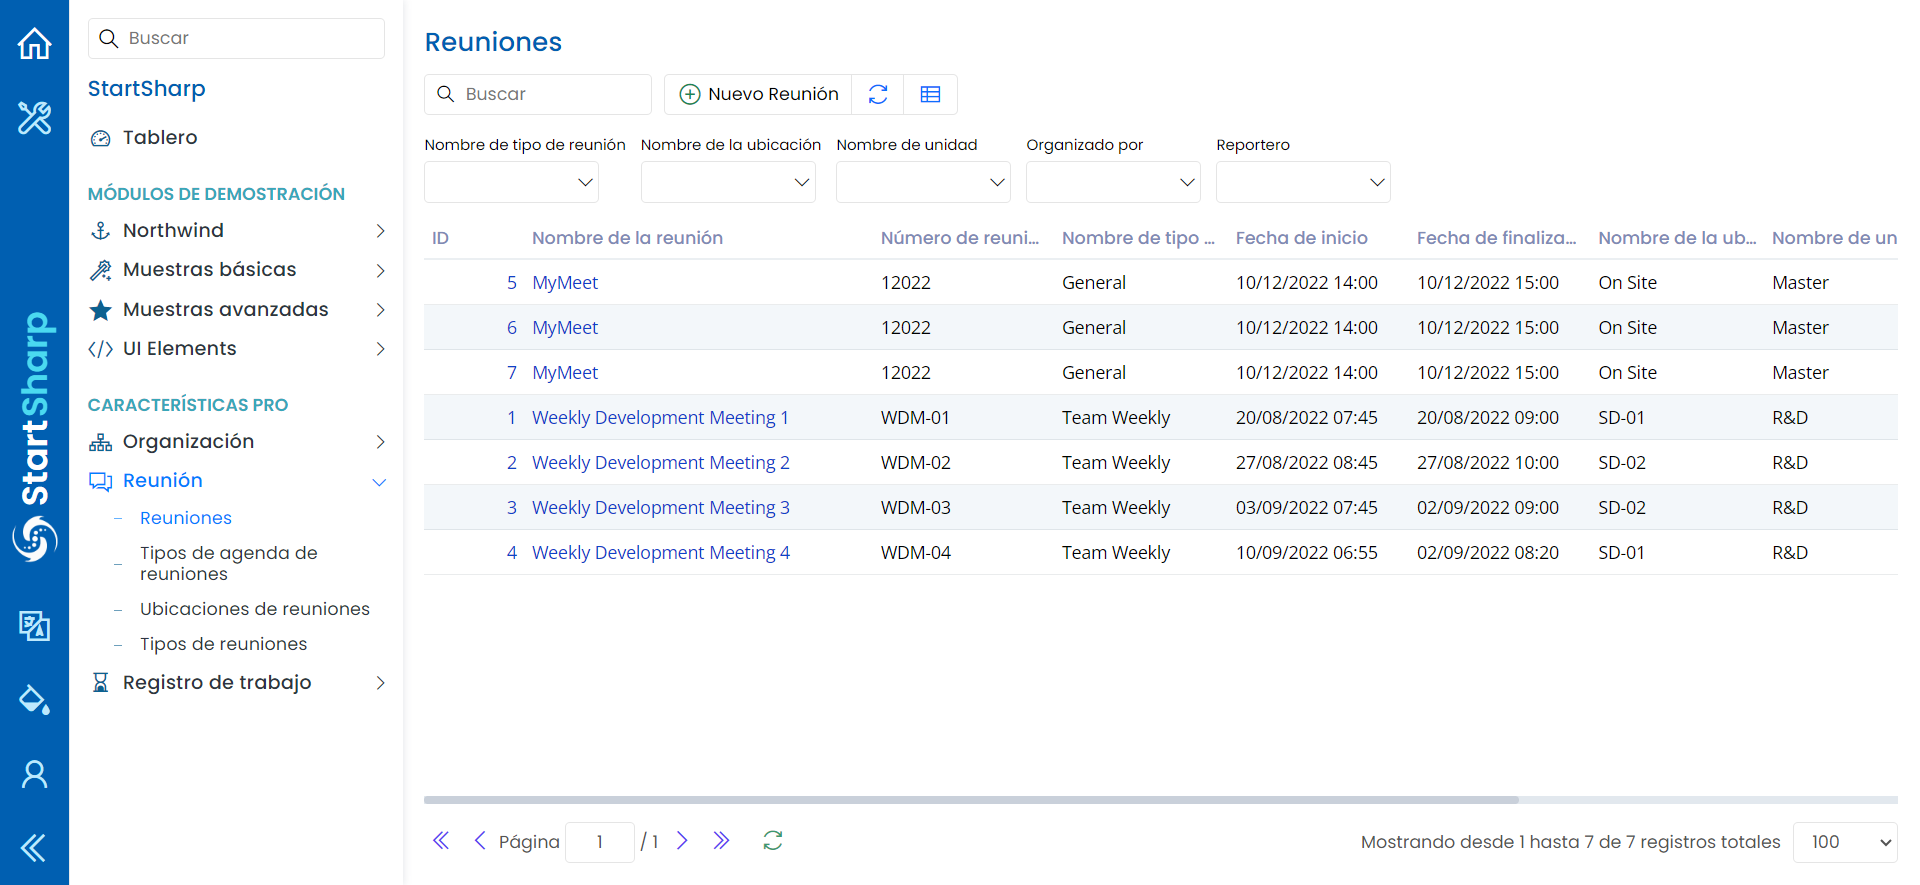 StartSharp
Buscar
StartSharp
Tablero
MÓDULOS DE DEMOSTRACIÓN
Northwind
Muestras básicas
Muestras avanzadas
UI Elements
CARACTERÍSTICAS PRO
Organización
Reunión
Reuniones
Tipos de agenda de
reuniones
Ubicaciones de reuniones
Tipos de reuniones
Registro de trabajo
Reuniones
Buscar Nuevo Reunión
Nombre de tipo de reunión Nombre de la ubicación Nombre de unidad Organizado por Reportero
ID Nombre de la reunión Número de reuni... Nombre de tipo ... Fecha de inicio Fecha de finaliza... Nombre de la ub... Nombre de un
5 MyMeet 12022 General 10/12/2022 14:00 10/12/2022 15:00 On Site Master
6 MyMeet 12022 General 10/12/2022 14:00 10/12/2022 15:00 On Site Master
7 MyMeet 12022 General 10/12/2022 14:00 10/12/2022 15:00 On Site Master
1 Weekly Development Meeting 1 WDM-01 Team Weekly 20/08/2022 07:45 20/08/2022 09:00 SD-01 R&D
2 Weekly Development Meeting 2 WDM-02 Team Weekly 27/08/2022 08:45 27/08/2022 10:00 SD-02 R&D
3 Weekly Development Meeting 3 WDM-03 Team Weekly 03/09/2022 07:45 02/09/2022 09:00 SD-02 R&D
4 Weekly Development Meeting 4 WDM-04 Team Weekly 10/09/2022 06:55 02/09/2022 08:20 SD-01 R&D
Página 1 / 1 Mostrando desde 1 hasta 7 de 7 registros totales 100